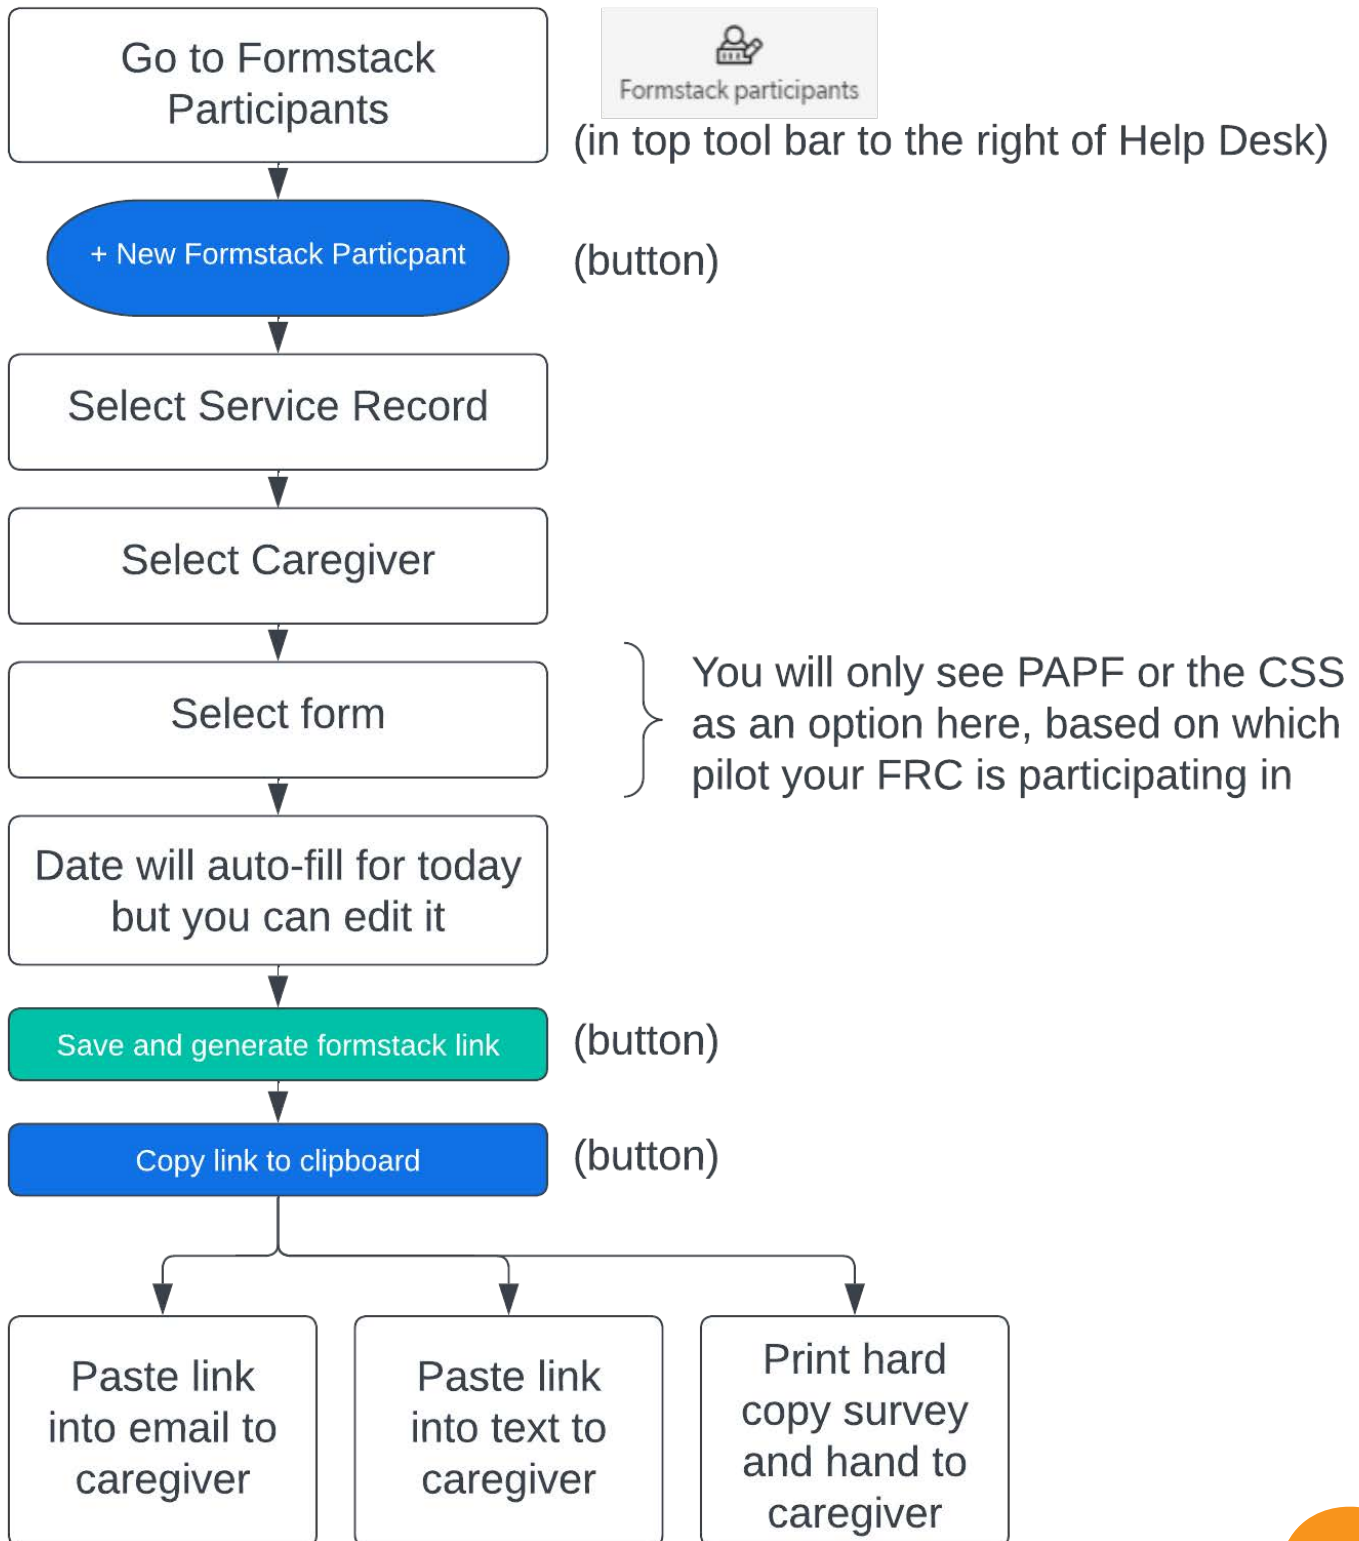 Go to Formstack
Participants
Formstack participants
(in top tool bar to the right of Help Desk)
+ New Formstack Particpant
(button)
Select Service Record
Select Caregiver
Select form
You will only see PAPF or the CSS
as an option here, based on which
pilot your FRC is participating in
Date will auto-fill for today
but you can edit it
Save and generate formstack link
(button)
Copy link to clipboard
(button)
Paste link
into email to
caregiver
Paste link
into text to
caregiver
Print hard
copy survey
and hand to
caregiver